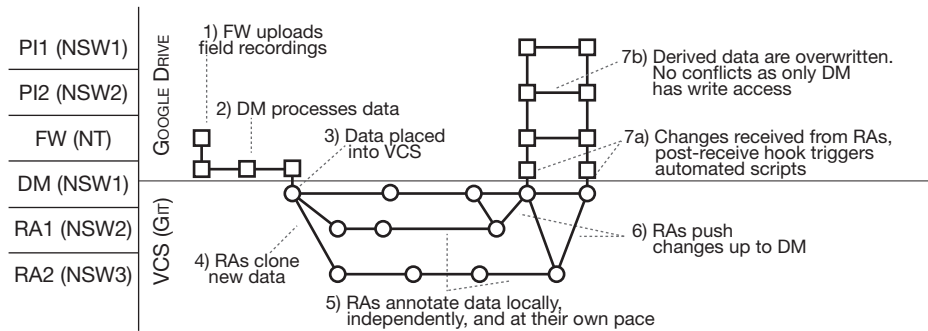 PI1 (NSW1)
PI2 (NSW2)
FW (NT)
DM (NSW1)
RA1 (NSW2)
RA2 (NSW3)
GOOGLE DRIVE
VCS (GIT)
1) FW uploads
field recordings
2) DM processes data
3) Data placed
into VCS
4) RAs clone
new data
5) RAs annotate data locally,
independently, and at their own pace
6) RAs push
changes up to DM
7a) Changes received from RAs,
post-receive hook triggers
automated scripts
7b) Derived data are overwritten.
No conflicts as only DM
has write access